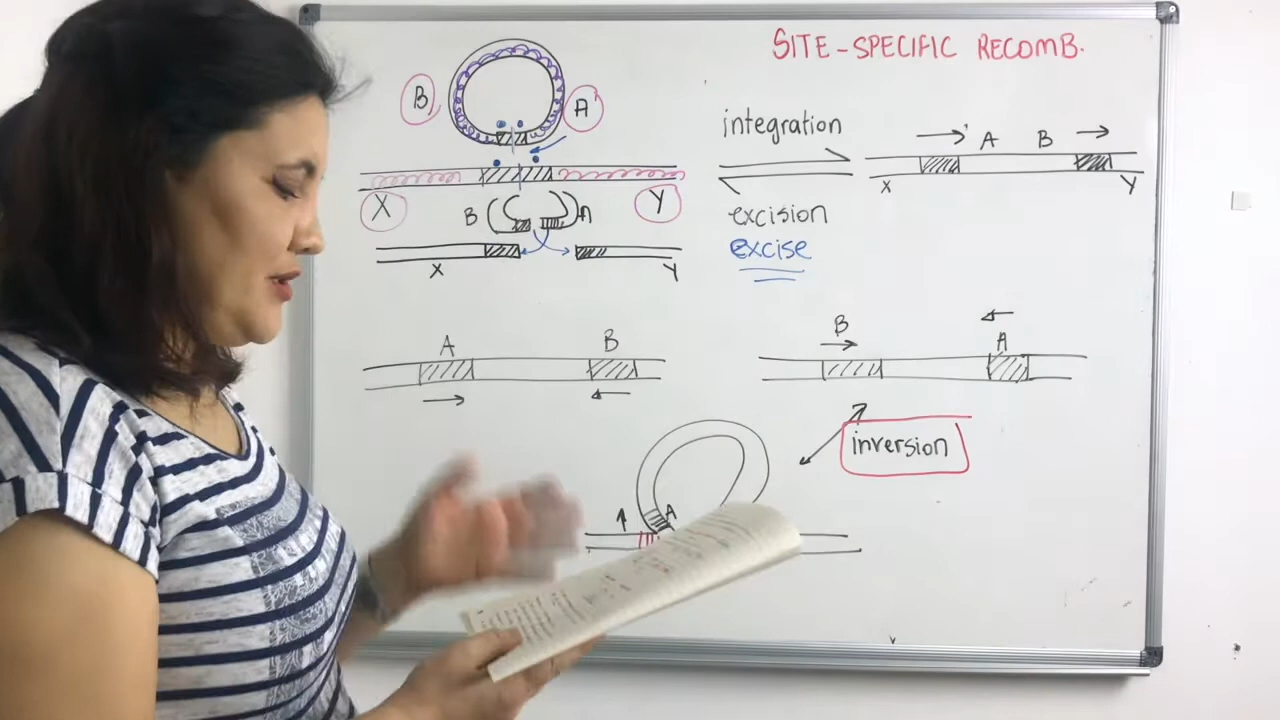 SITE-SPECIFIC RECOMB.
B
A'
integration
A B
X Y
X Y
B A
excision
excise
X Y
A B
B A
inversion
A